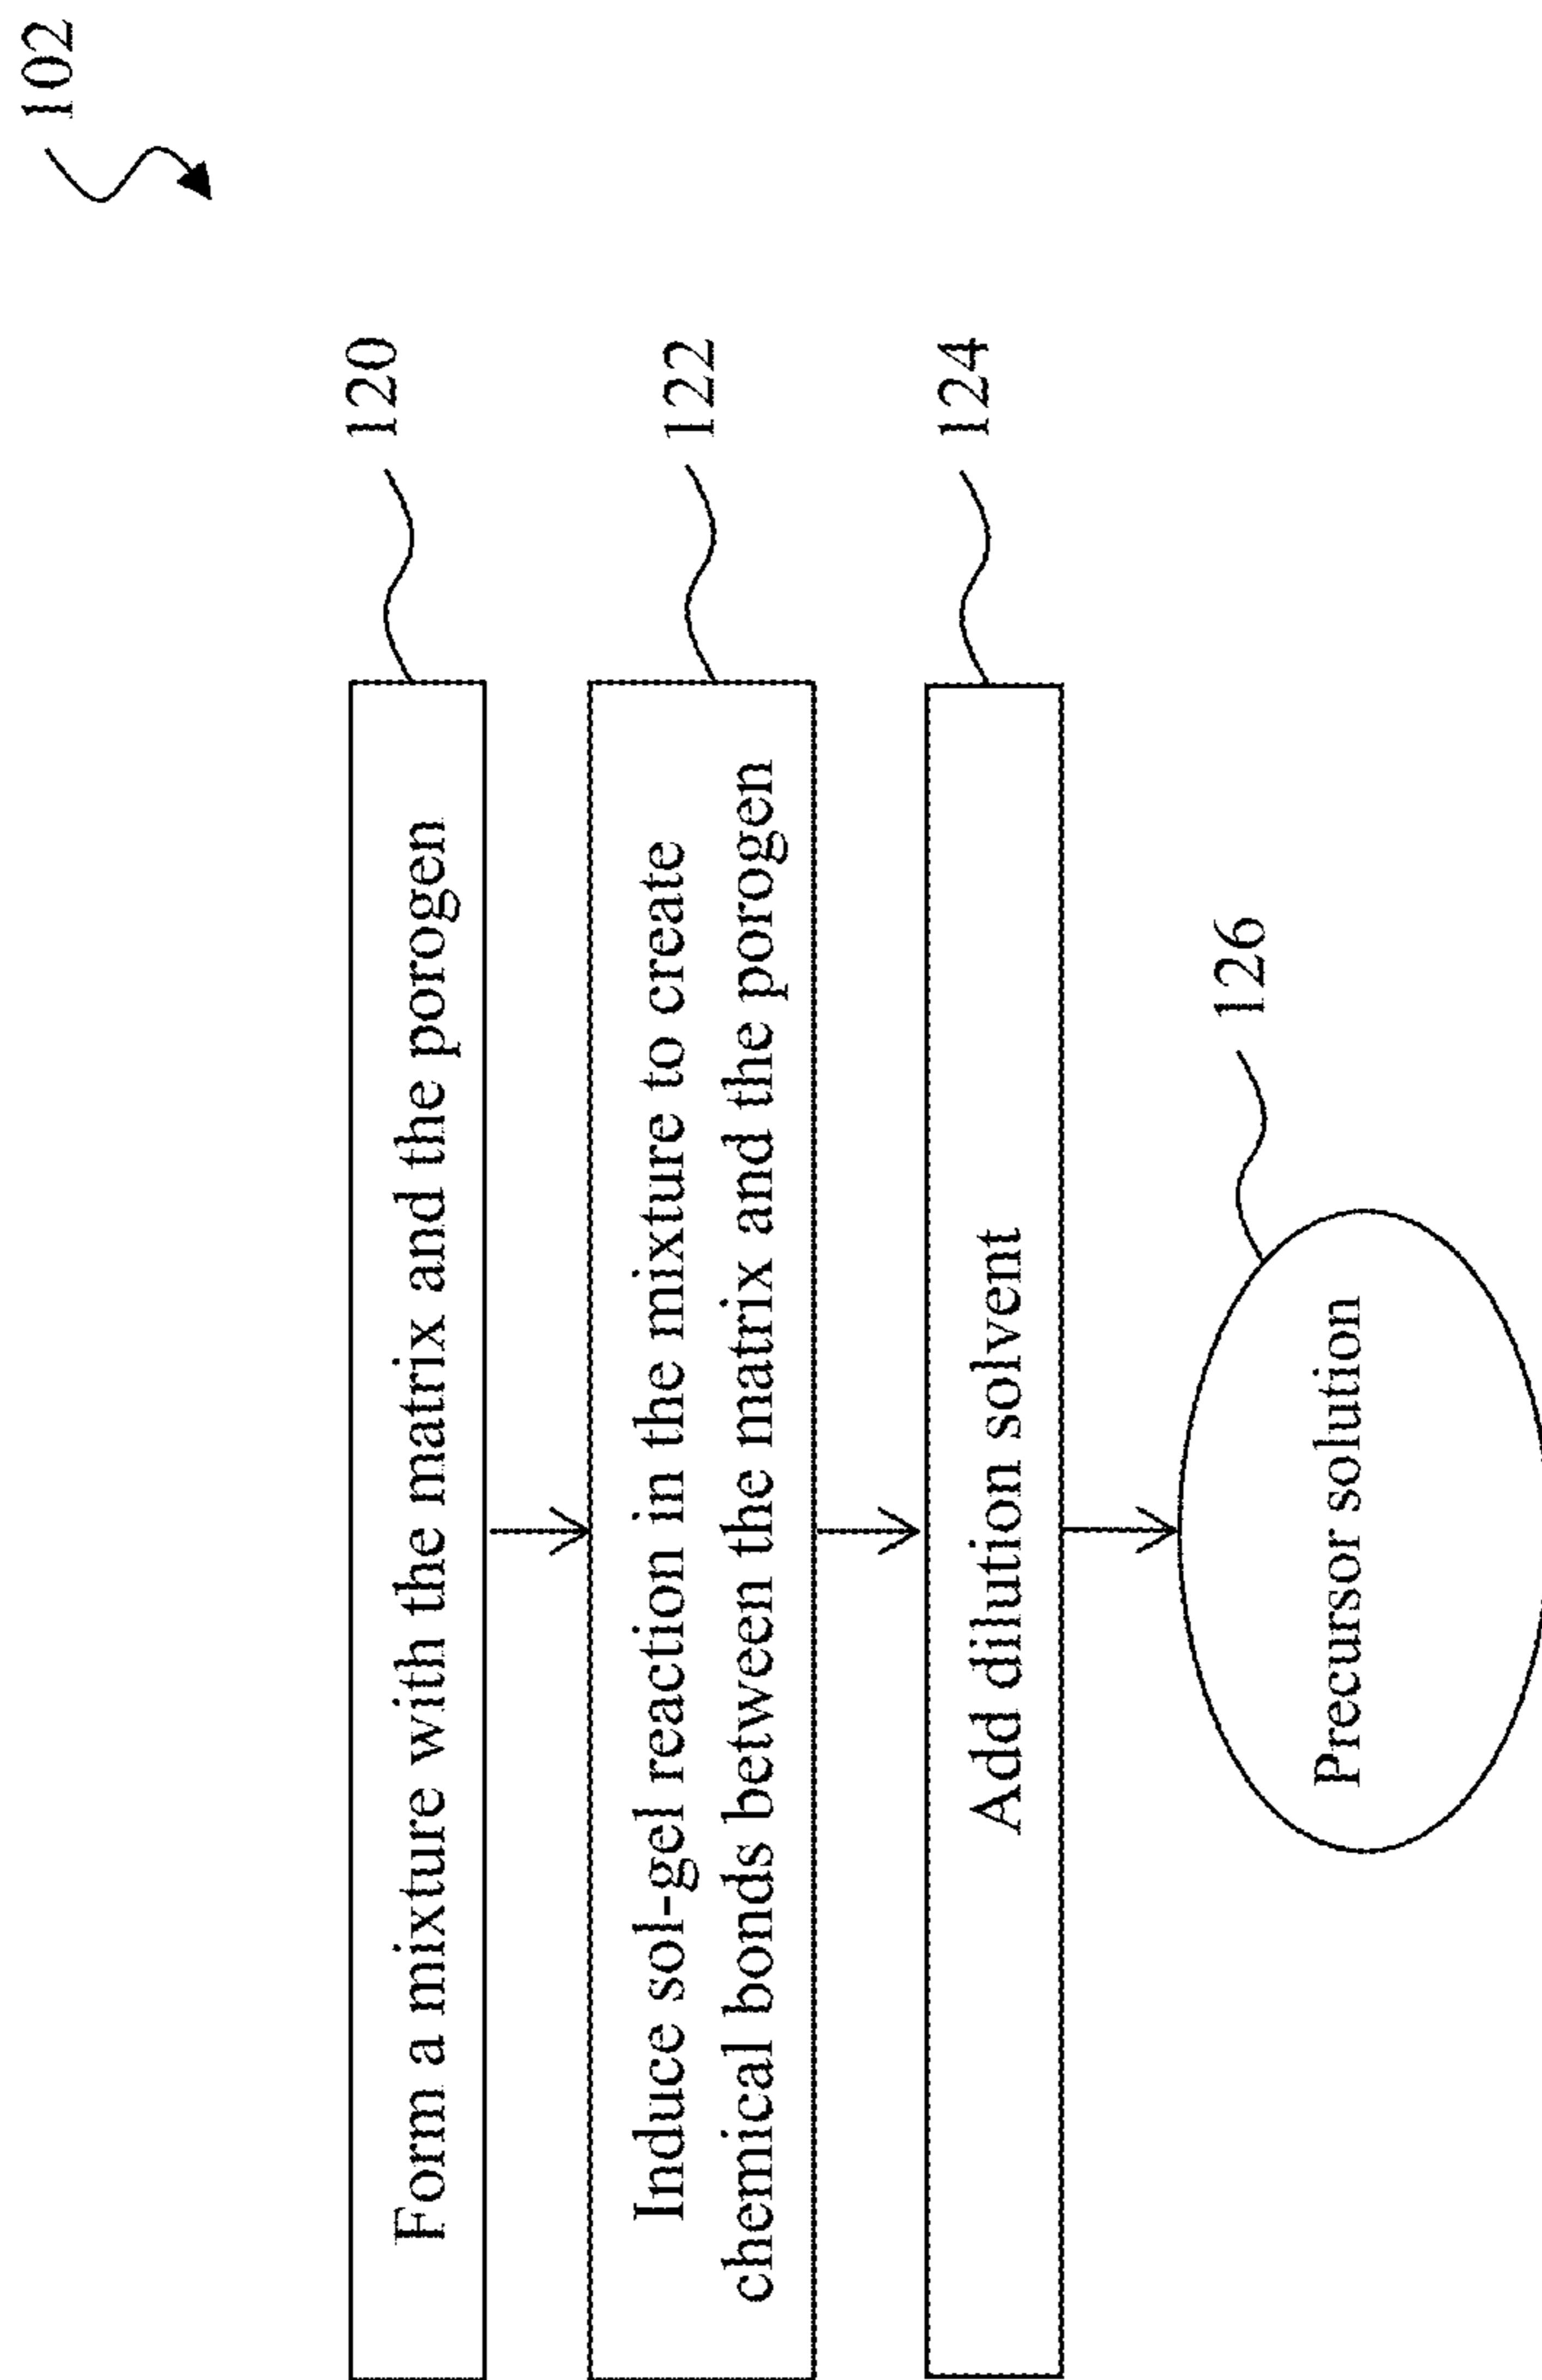 102
Form a mixture with the matrix and the porogen
120
Induce sol-gel reaction in the mixture to create
chemical bonds between the matrix and the porogen
122
Add dilution solvent
124
Precursor solution
126